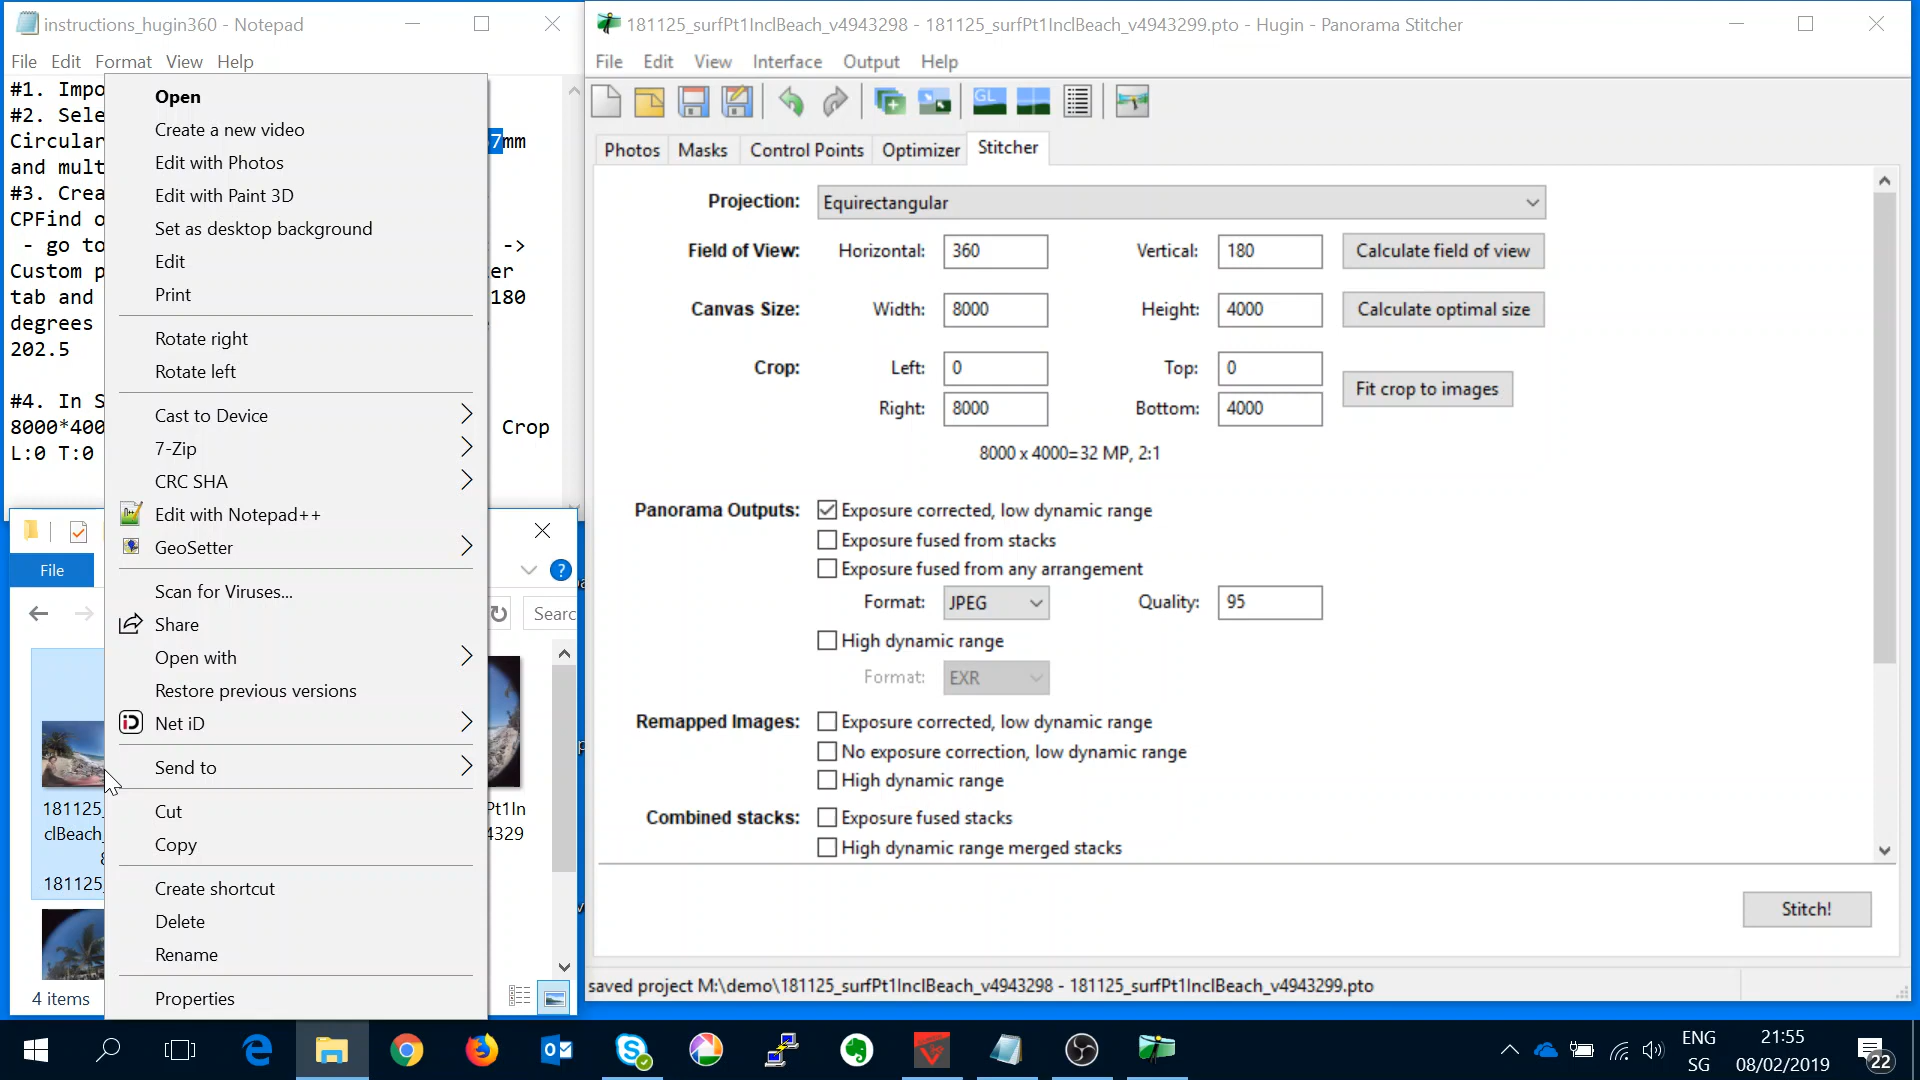 instructions_hugin360 - Notepad
File Edit Format View Help
#1. Impo
#2. Sele
Circular
7mm
and mult
#3. Crea
CPFind o
- go to
->
Custom p
er
tab and
180
degrees
202.5
#4. In S
8000*400
Crop
L:0 T:0
Open
Create a new video
Edit with Photos
Edit with Paint 3D
Set as desktop background
Edit
Print
Rotate right
Rotate left
Cast to Device
7-Zip
CRC SHA
Edit with Notepad++
GeoSetter
Scan for Viruses...
Share
Open with
Restore previous versions
Net iD
Send to
Cut
Copy
Create shortcut
Delete
Rename
Properties
File
Searc
181125_
clBeach_
8
181125_
Pt1In
4329
4 items
181125_surfPt1InclBeach_v4943298 - 181125_surfPt1InclBeach_v4943299.pto - Hugin - Panorama Stitcher
File Edit View Interface Output Help
GL
Photos Masks Control Points Optimizer Stitcher
Projection: Equirectangular
Field of View: Horizontal: 360 Vertical: 180 Calculate field of view
Canvas Size: Width: 8000 Height: 4000 Calculate optimal size
Crop: Left: 0 Top: 0
Fit crop to images
Right: 8000 Bottom: 4000
8000 x 4000=32 MP, 2:1
Panorama Outputs: Exposure corrected, low dynamic range
Exposure fused from stacks
Exposure fused from any arrangement
Format: JPEG Quality: 95
High dynamic range
Format: EXR
Remapped Images: Exposure corrected, low dynamic range
No exposure correction, low dynamic range
High dynamic range
Combined stacks: Exposure fused stacks
High dynamic range merged stacks
Stitch!
saved project M:\demo\181125_surfPt1InclBeach_v4943298 - 181125_surfPt1InclBeach_v4943299.pto
ENG
SG
21:55
08/02/2019
22